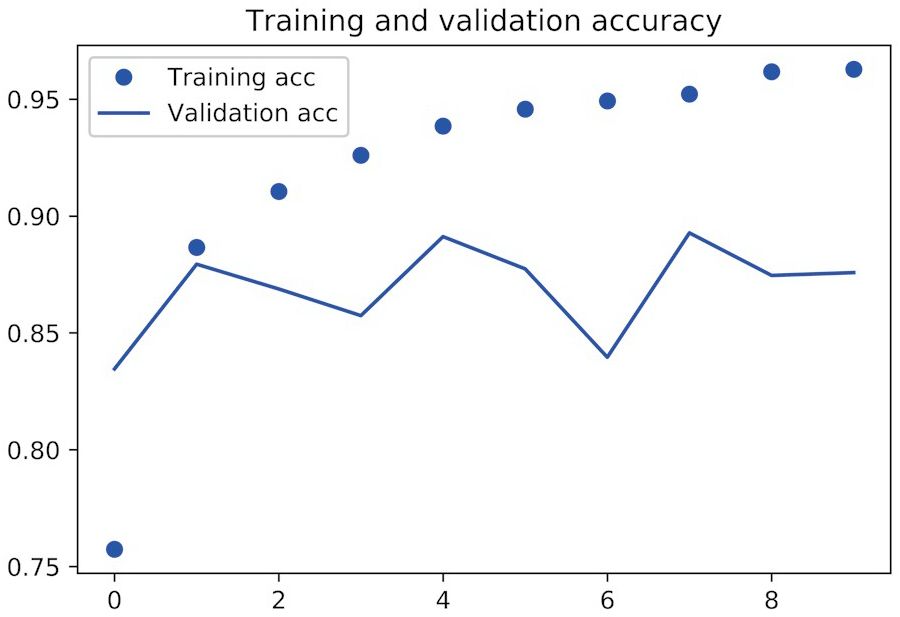 Training and validation accuracy
Training acc
Validation acc
0.95
0.90
0.85
0.80
0.75
0 2 4 6 8